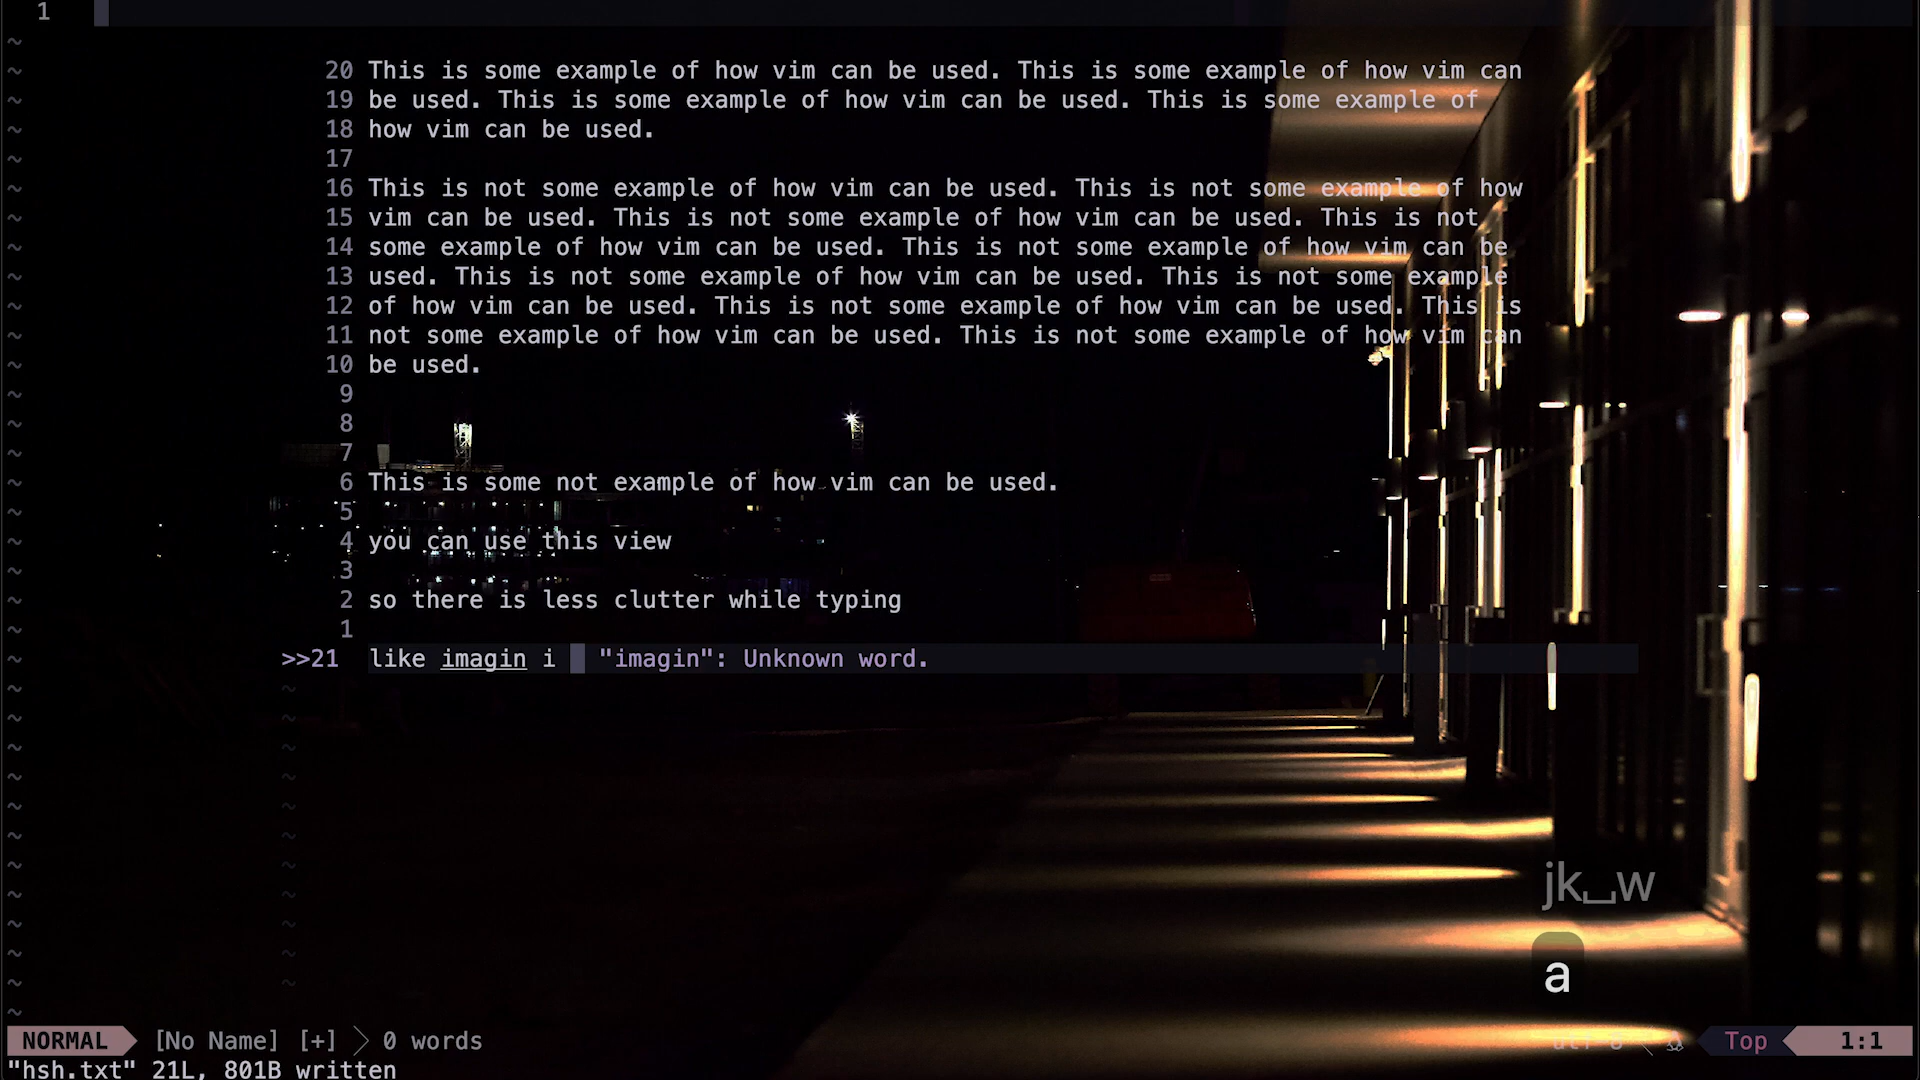 1
~
20 This is some example of how vim can be used. This is some example of how vim can
19 be used. This is some example of how vim can be used. This is some example of
18 how vim can be used.
17
16 This is not some example of how vim can be used. This is not some example of how
15 vim can be used. This is not some example of how vim can be used. This is not
14 some example of how vim can be used. This is not some example of how vim can be
13 used. This is not some example of how vim can be used. This is not some example
12 of how vim can be used. This is not some example of how vim can be used. This is
11 not some example of how vim can be used. This is not some example of how vim can
10 be used.
9
8
7
6 This is some not example of how vim can be used.
5
4 you can use this view
3
2 so there is less clutter while typing
1
>>21 like imagin i "imagin": Unknown word.
jk␣w
a
NORMAL [No Name] [+] 0 words utf-8 Top 1:1
"hsh.txt" 21L, 801B written